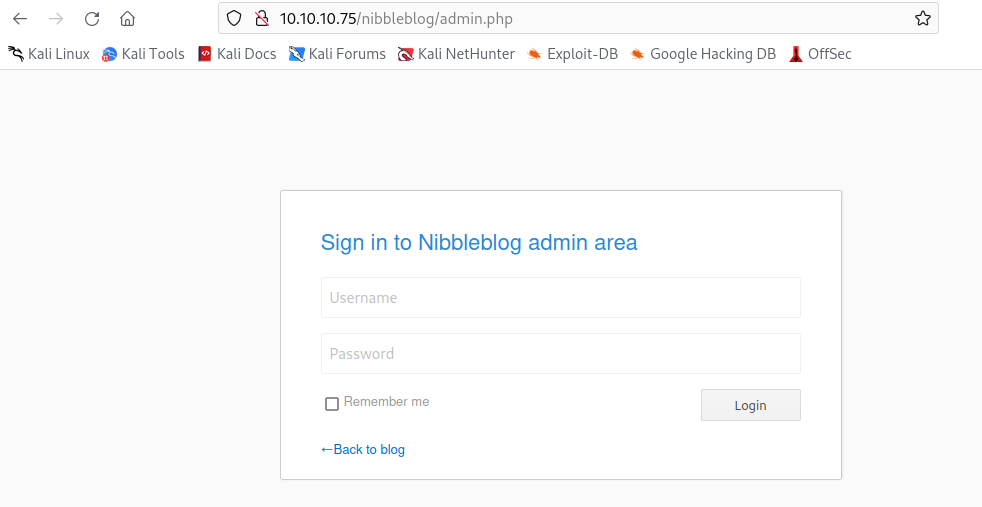 10.10.10.75/nibbleblog/admin.php
Kali Linux Kali Tools Kali Docs Kali Forums Kali NetHunter Exploit-DB Google Hacking DB OffSec
Sign in to Nibbleblog admin area
Username
Password
Remember me Login
←Back to blog